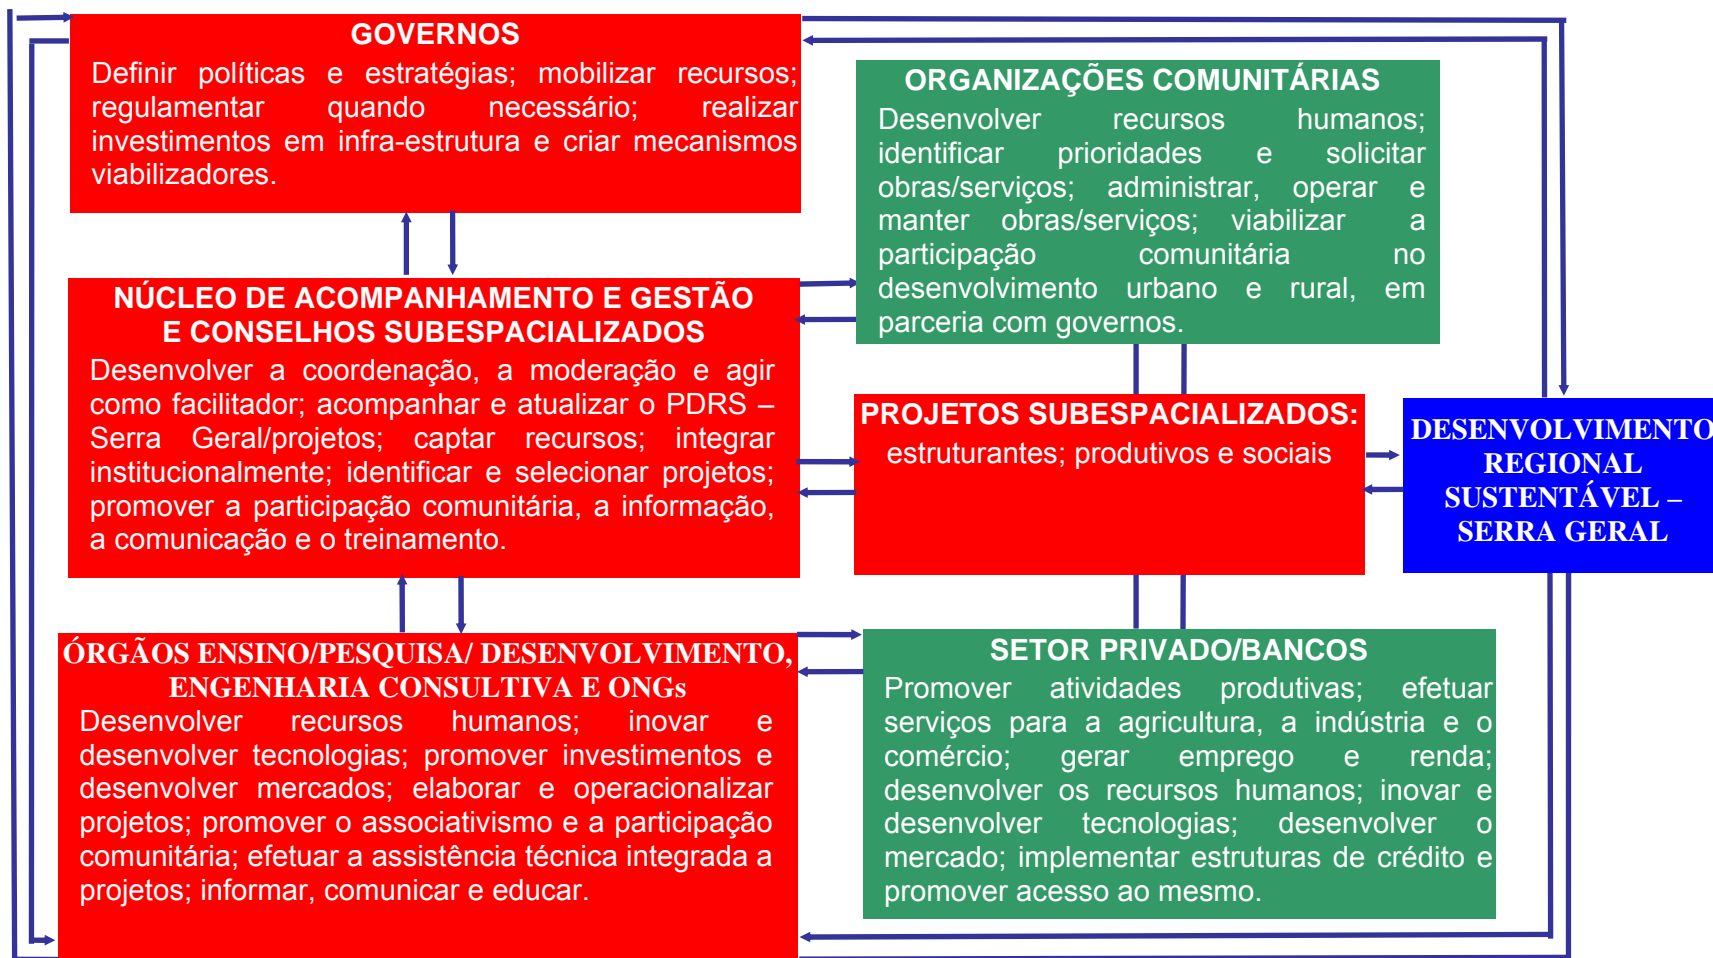 GOVERNOS
Definir políticas e estratégias; mobilizar recursos;
regulamentar quando necessário; realizar
investimentos em infra-estrutura e criar mecanismos
viabilizadores.
ORGANIZAÇÕES COMUNITÁRIAS
Desenvolver recursos humanos;
identificar prioridades e solicitar
obras/serviços; administrar, operar e
manter obras/serviços; viabilizar a
participação comunitária no
desenvolvimento urbano e rural, em
parceria com governos.
NÚCLEO DE ACOMPANHAMENTO E GESTÃO
E CONSELHOS SUBESPACIALIZADOS
Desenvolver a coordenação, a moderação e agir
como facilitador; acompanhar e atualizar o PDRS –
Serra Geral/projetos; captar recursos; integrar
institucionalmente; identificar e selecionar projetos;
promover a participação comunitária, a informação,
a comunicação e o treinamento.
PROJETOS SUBESPACIALIZADOS:
estruturantes; produtivos e sociais
DESENVOLVIMENTO
REGIONAL
SUSTENTÁVEL –
SERRA GERAL
ÓRGÃOS ENSINO/PESQUISA/ DESENVOLVIMENTO,
ENGENHARIA CONSULTIVA E ONGs
Desenvolver recursos humanos; inovar e
desenvolver tecnologias; promover investimentos e
desenvolver mercados; elaborar e operacionalizar
projetos; promover o associativismo e a participação
comunitária; efetuar a assistência técnica integrada a
projetos; informar, comunicar e educar.
SETOR PRIVADO/BANCOS
Promover atividades produtivas; efetuar
serviços para a agricultura, a indústria e o
comércio; gerar emprego e renda;
desenvolver os recursos humanos; inovar e
desenvolver tecnologias; desenvolver o
mercado; implementar estruturas de crédito e
promover acesso ao mesmo.